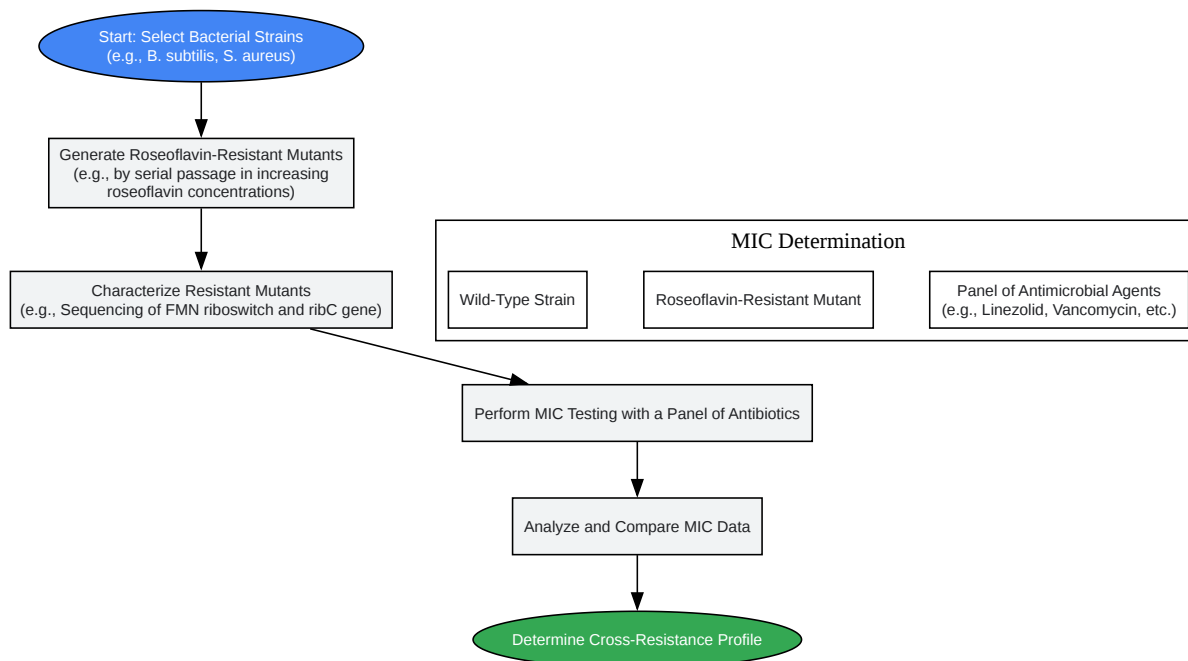 Start: Select Bacterial Strains
(e.g., B. subtilis, S. aureus)
Generate Roseoflavin-Resistant Mutants
(e.g., by serial passage in increasing
roseoflavin concentrations)
Characterize Resistant Mutants
(e.g., Sequencing of FMN riboswitch and ribC gene)
MIC Determination
Wild-Type Strain
Roseoflavin-Resistant Mutant
Panel of Antimicrobial Agents
(e.g., Linezolid, Vancomycin, etc.)
Perform MIC Testing with a Panel of Antibiotics
Analyze and Compare MIC Data
Determine Cross-Resistance Profile